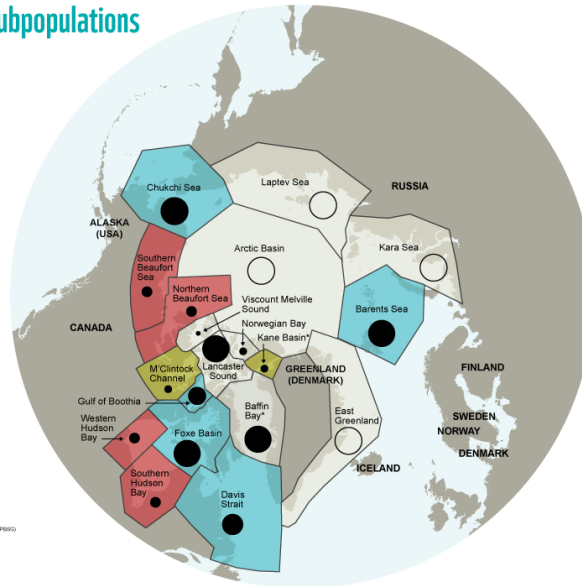 ubpopulations
Chukchi Sea
Laptev Sea
RUSSIA
ALASKA
(USA)
Kara Sea
Arctic Basin
Southern
Beaufort
Sea
Northern
Beaufort Sea
Viscount Melville
Sound
Barents Sea
Norwegian Bay
CANADA
Kane Basin*
M'Clintock
Channel
Lancaster
Sound
GREENLAND
(DENMARK)
FINLAND
Gulf of Boothia
Baffin
Bay*
East
Greenland
Western
Hudson
Bay
Foxe Basin
SWEDEN
NORWAY
DENMARK
ICELAND
Southern
Hudson
Bay
Davis
Strait
PBSG)